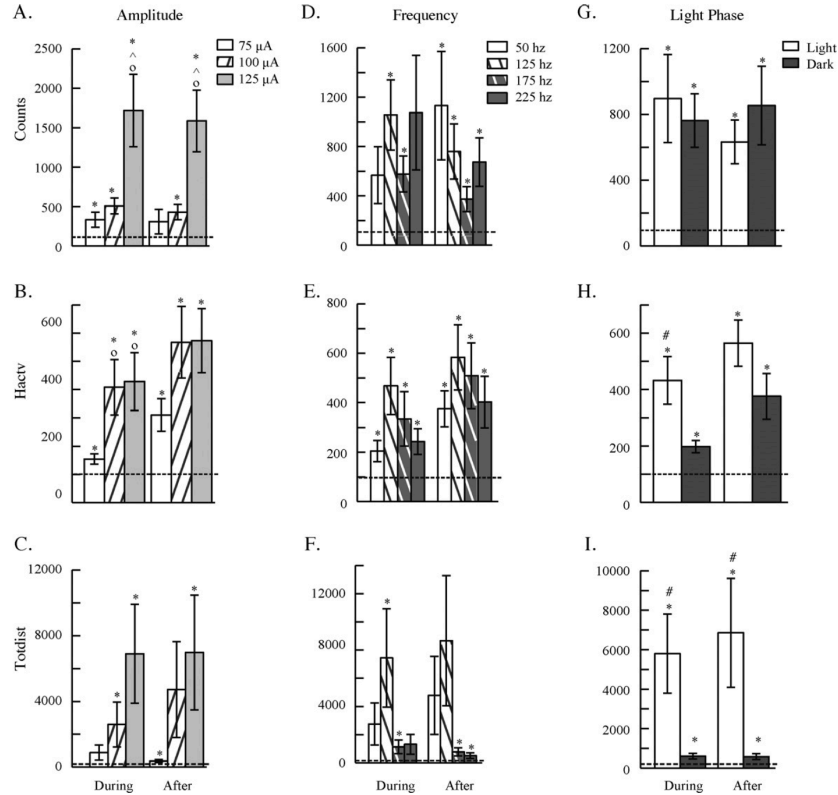 A.
Amplitude
75 µA
100 µA
125 µA
Counts
2500
2000
1500
1000
500
0
* * * ^ o * * ^ o
D.
Frequency
50 hz
125 hz
175 hz
225 hz
1600
1200
800
400
0
* * * * * *
G.
Light Phase
Light
Dark
1200
800
400
0
* * * *
B.
Hactv
600
400
200
0
* * o * o * * *
E.
800
600
400
200
0
* * * * * * * *
H.
600
400
200
0
# * * * *
C.
Totdist
12000
8000
4000
0
* * * *
During After
F.
12000
8000
4000
0
* * * *
During After
I.
10000
8000
6000
4000
2000
0
# * * # * *
During After